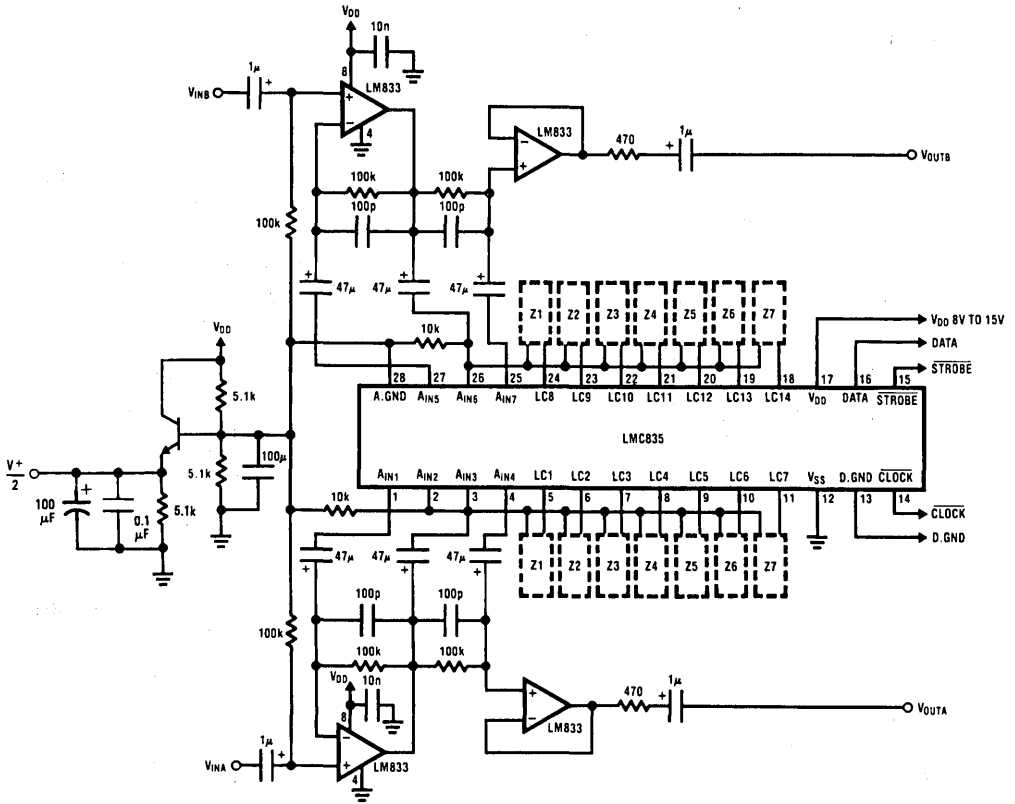 VDD
10n
8
1μ
+
LM833
VINB
+
−
4
LM833
−
+
470
+
1μ
VOUTB
100k
100k
100p
100p
100k
+
47μ
+
47μ
+
47μ
Z1
Z2
Z3
Z4
Z5
Z6
Z7
VDD 8V TO 15V
DATA
STROBE
10k
VDD
28
27
26
25
24
23
22
21
20
19
18
17
16
15
A.GND
AIN5
AIN6
AIN7
LC8
LC9
LC10
LC11
LC12
LC13
LC14
VDD
DATA
STROBE
5.1k
LMC835
V+
2
5.1k
100μ
AIN1
AIN2
AIN3
AIN4
LC1
LC2
LC3
LC4
LC5
LC6
LC7
VSS
D.GND
CLOCK
1
2
3
4
5
6
7
8
9
10
11
12
13
14
+
100
μF
0.1
μF
5.1k
10k
CLOCK
D.GND
47μ
+
47μ
+
47μ
+
Z1
Z2
Z3
Z4
Z5
Z6
Z7
100p
100p
100k
100k
100k
VDD
10n
8
+
−
LM833
470
+
1μ
VOUTA
1μ
+
VINA
−
+
4
LM833